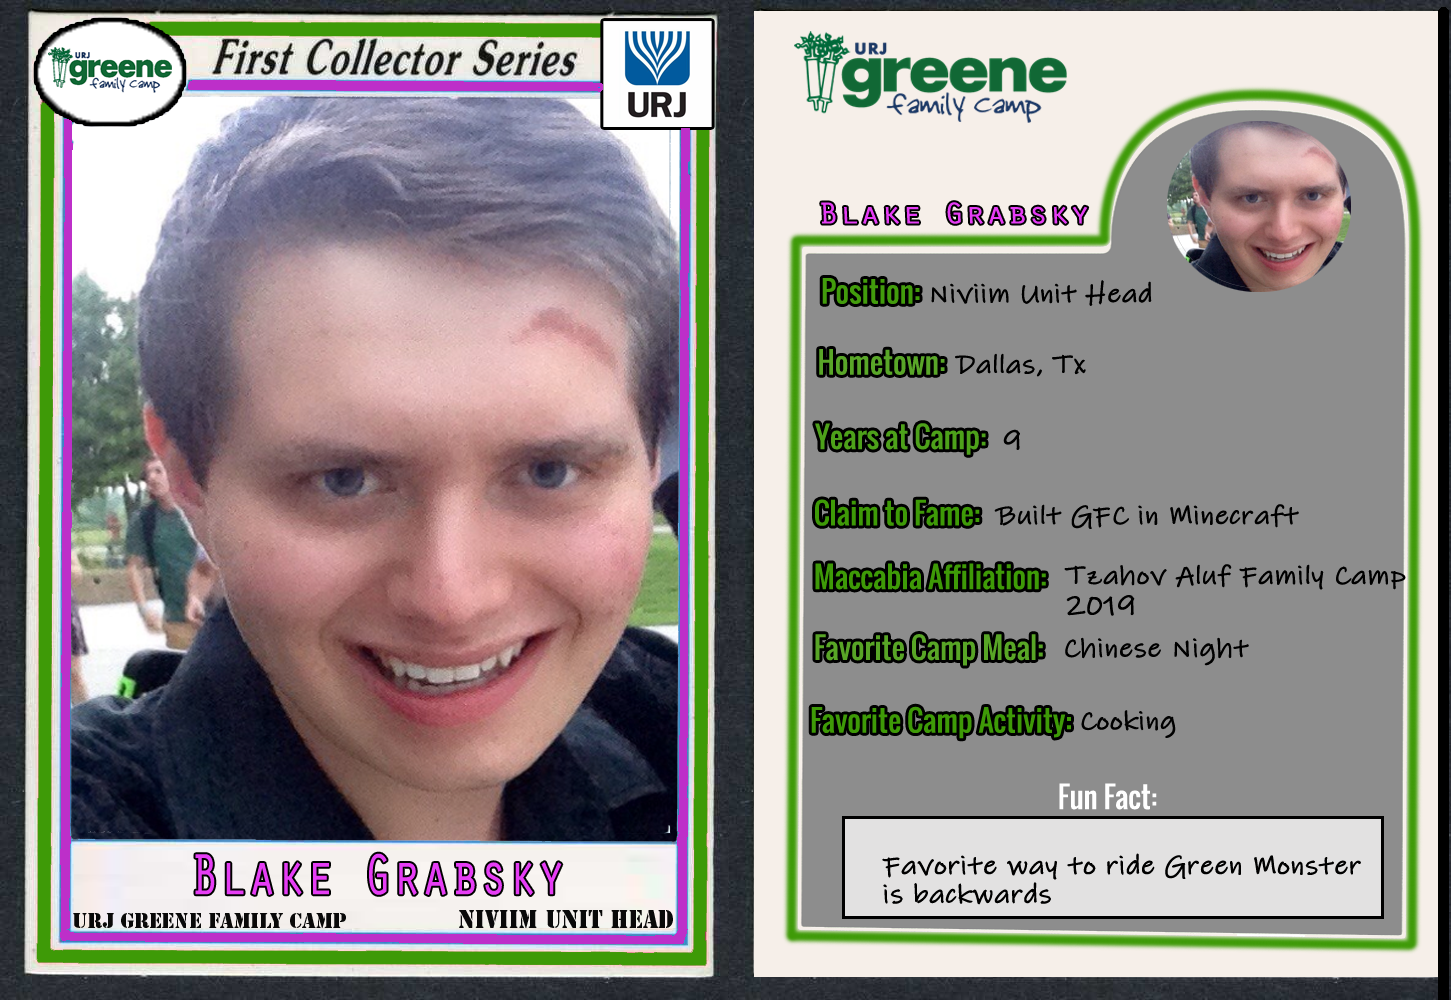 URJ
greene
family camp
First Collector Series
URJ
Blake Grabsky
URJ GREENE FAMILY CAMP
NIVIIM UNIT HEAD
URJ
greene
family camp
Blake Grabsky
Position: Niviim Unit Head
Hometown: Dallas, Tx
Years at Camp: 9
Claim to Fame: Built GFC in Minecraft
Maccabia Affiliation: Tzahov Aluf Family Camp
2019
Favorite Camp Meal: Chinese Night
Favorite Camp Activity: Cooking
Fun Fact:
Favorite way to ride Green Monster
is backwards